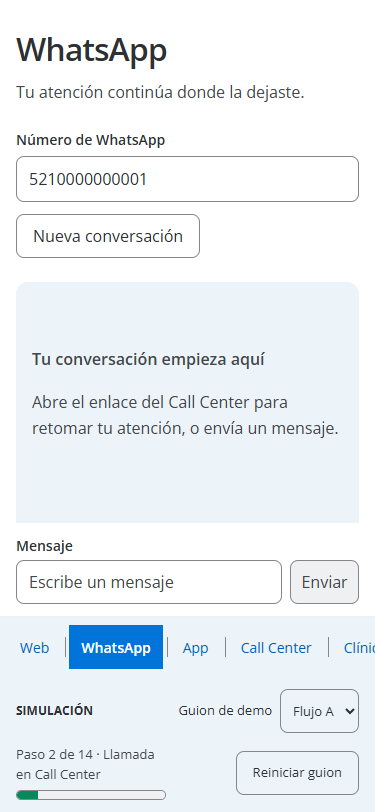 WhatsApp
Tu atención continúa donde la dejaste.
Número de WhatsApp
5210000000001
Nueva conversación
Tu conversación empieza aquí
Abre el enlace del Call Center para
retomar tu atención, o envía un mensaje.
Mensaje
Escribe un mensaje
Enviar
Web
WhatsApp
App
Call Center
Clínic
SIMULACIÓN
Guion de demo
Flujo A
Paso 2 de 14 · Llamada
en Call Center
Reiniciar guion